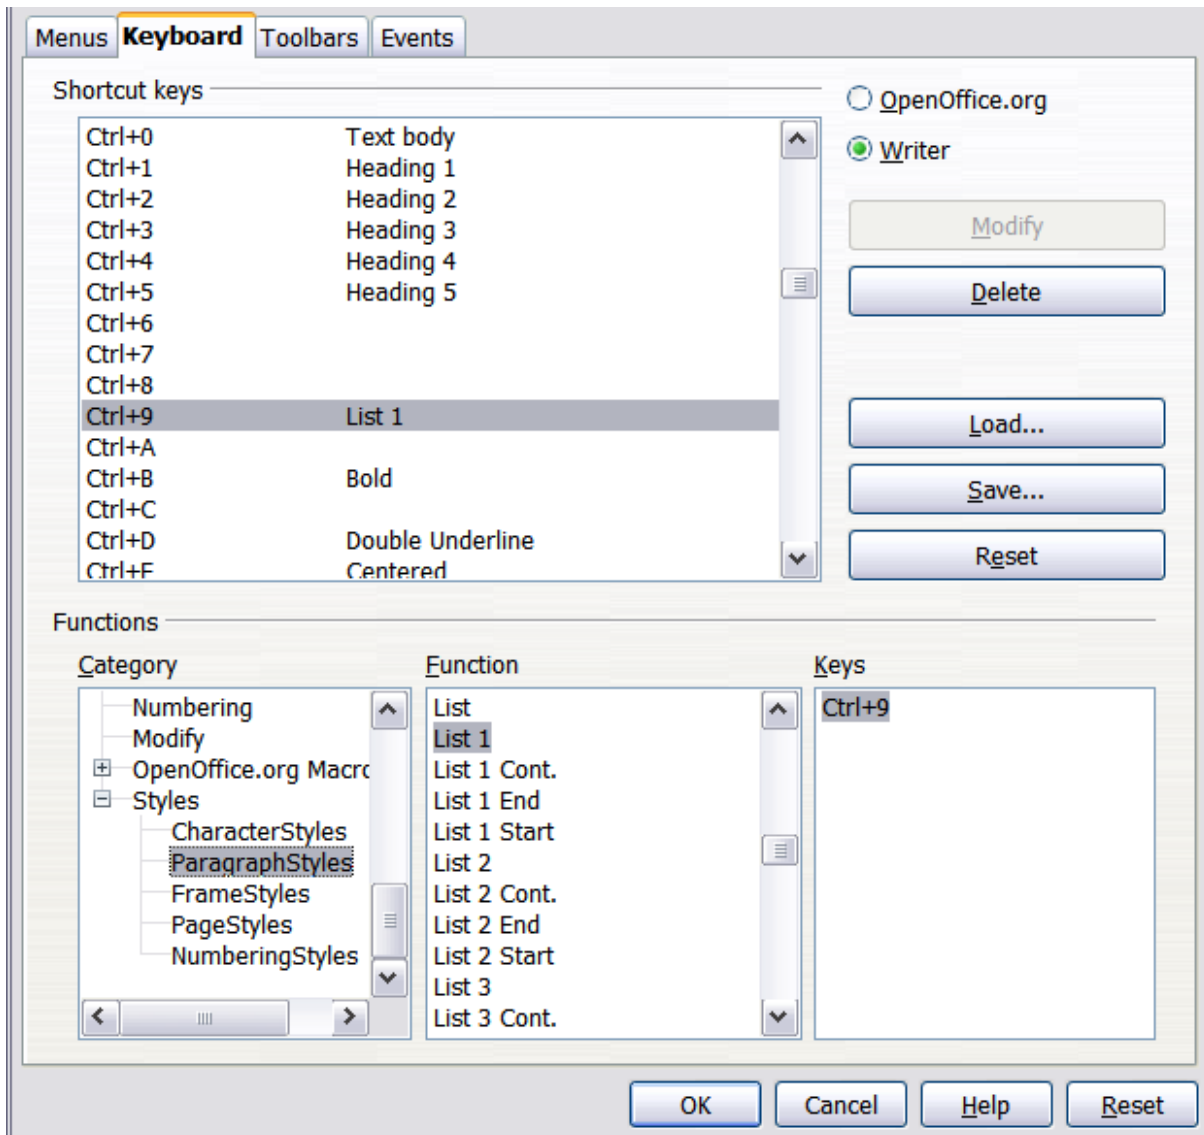 Menus Keyboard Toolbars Events
Shortcut keys
Ctrl+0 Text body
Ctrl+1 Heading 1
Ctrl+2 Heading 2
Ctrl+3 Heading 3
Ctrl+4 Heading 4
Ctrl+5 Heading 5
Ctrl+6
Ctrl+7
Ctrl+8
Ctrl+9 List 1
Ctrl+A
Ctrl+B Bold
Ctrl+C
Ctrl+D Double Underline
Ctrl+E Centered
OpenOffice.org
Writer
Modify
Delete
Load...
Save...
Reset
Functions
Category
Numbering
Modify
OpenOffice.org Macro
Styles
CharacterStyles
ParagraphStyles
FrameStyles
PageStyles
NumberingStyles
Function
List
List 1
List 1 Cont.
List 1 End
List 1 Start
List 2
List 2 Cont.
List 2 End
List 2 Start
List 3
List 3 Cont.
Keys
Ctrl+9
OK Cancel Help Reset